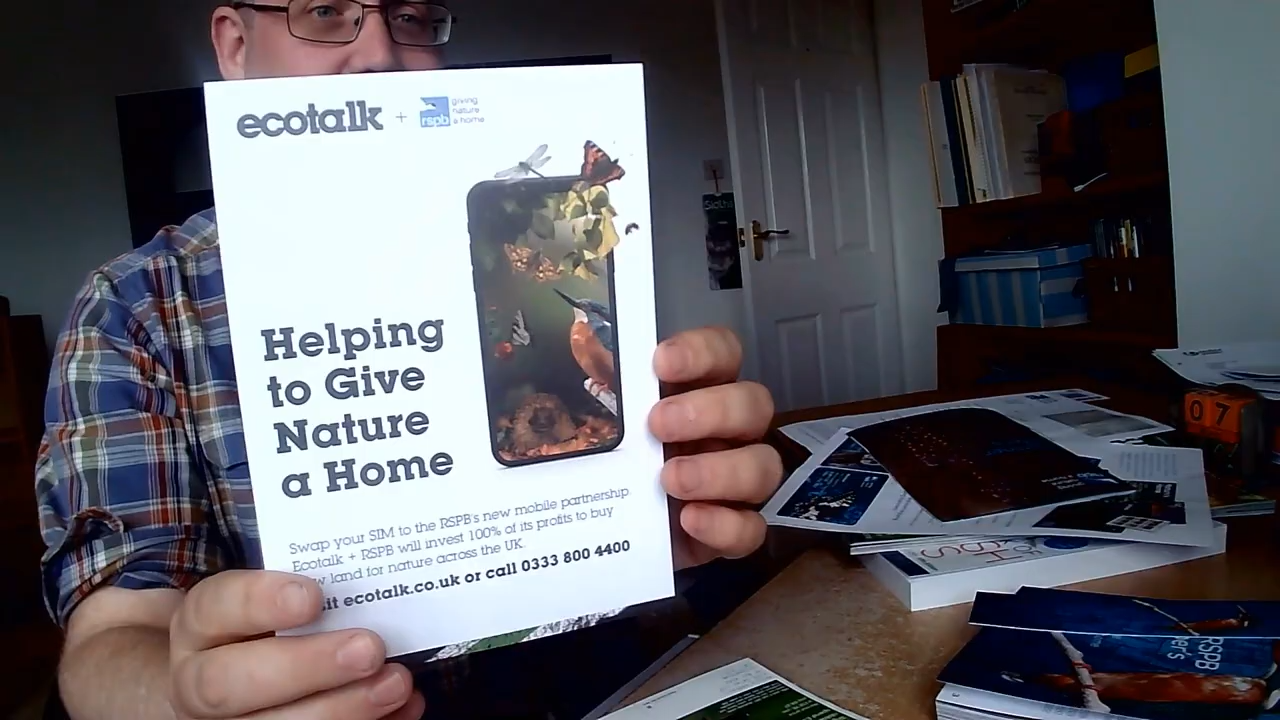 ecotalk + rspb giving
nature
a home
Helping
to Give
Nature
a Home
Swap your SIM to the RSPB's new mobile partnership.
Ecotalk + RSPB will invest 100% of its profits to buy
land for nature across the UK.
ecotalk.co.uk or call 0333 800 4400
07
RSPB